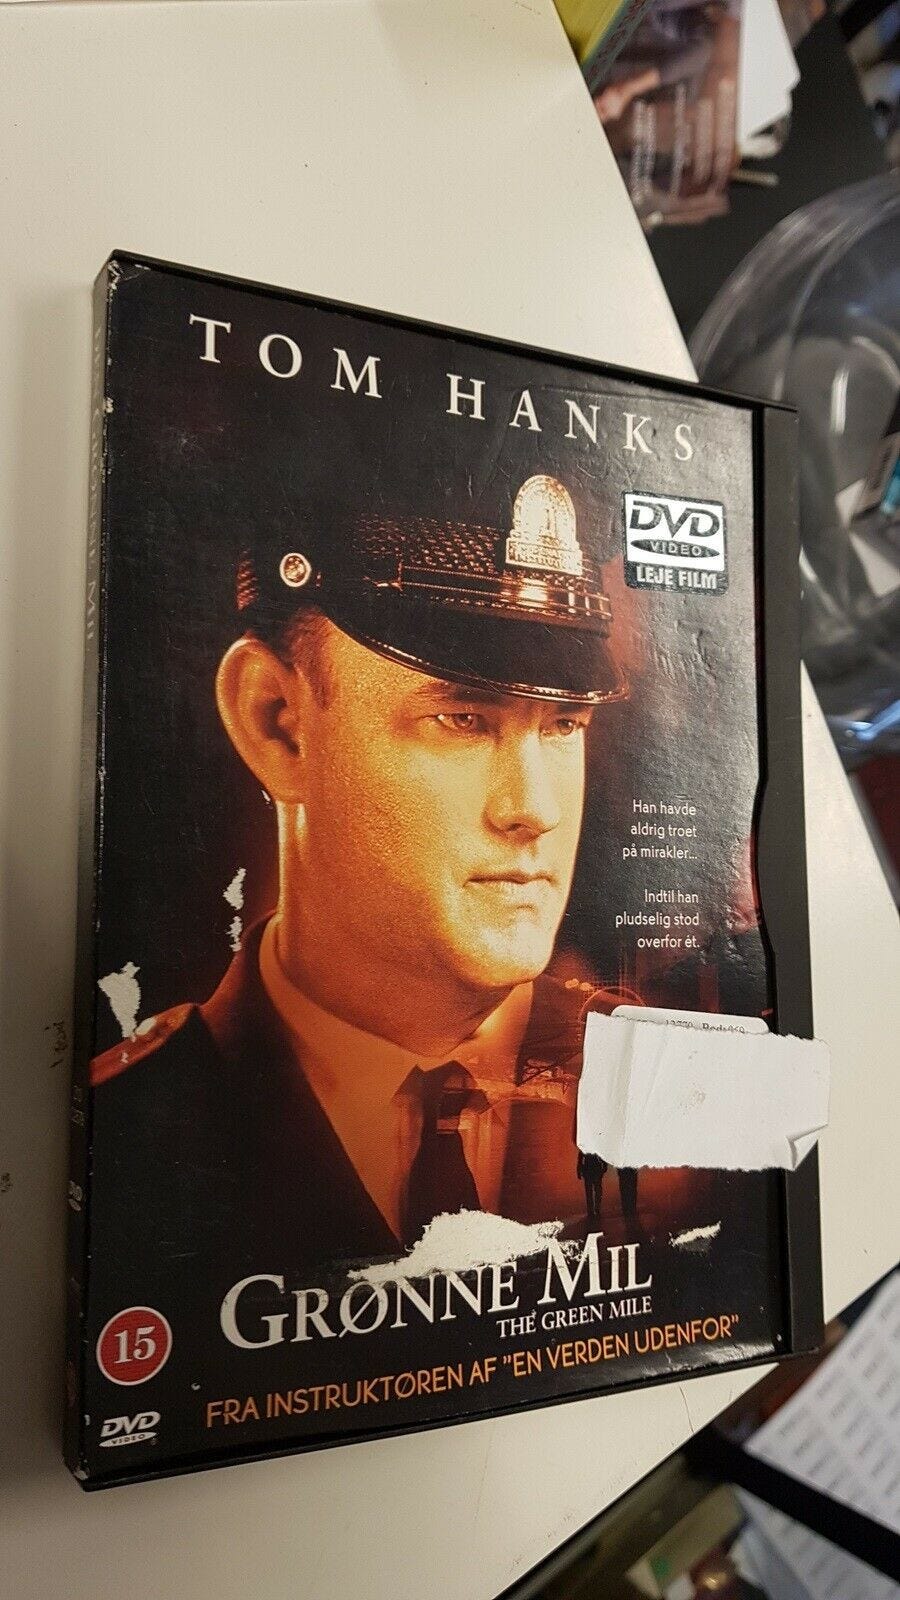 TOM HANKS
DVD
VIDEO
LEJE FILM
Han havde
aldrig troet
på mirakler...
Indtil han
pludselig stod
overfor ét.
GRØNNE MIL
THE GREEN MILE
FRA INSTRUKTØREN AF "EN VERDEN UDENFOR"
15
DVD
VIDEO